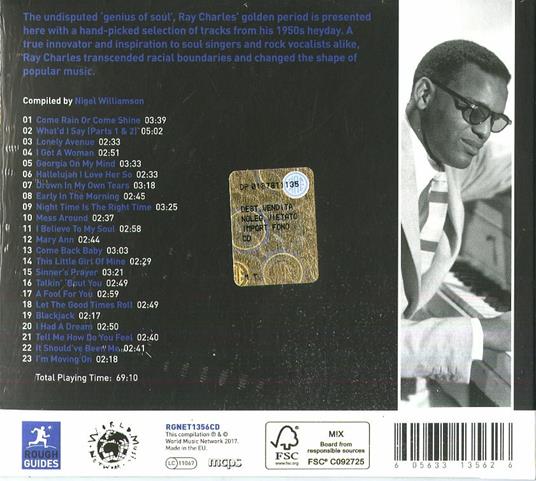 The undisputed 'genius of soul', Ray Charles' golden period is presented
here with a hand-picked selection of tracks from his 1950s heyday. A
true innovator and inspiration to soul singers and rock vocalists alike,
Ray Charles transcended racial boundaries and changed the shape of
popular music.
Compiled by Nigel Williamson
01 Come Rain Or Come Shine 03:39
02 What'd I Say (Parts 1 & 2) 05:02
03 Lonely Avenue 02:33
04 I Got A Woman 02:51
05 Georgia On My Mind 03:33
06 Hallelujah I Love Her So 02:33
07 Drown In My Own Tears 03:18
08 Early In The Morning 02:45
09 Night Time Is The Right Time 03:25
10 Mess Around 02:37
11 I Believe To My Soul 02:58
12 Mary Ann 02:44
13 Come Back Baby 03:03
14 This Little Girl Of Mine 02:29
15 Sinner's Prayer 03:21
16 Talkin' 'Bout You 02:49
17 A Fool For You 02:59
18 Let The Good Times Roll 02:49
19 Blackjack 02:17
20 I Had A Dream 02:50
21 Tell Me How Do You Feel 02:40
22 It Should've Been Me 02:41
23 I'm Moving On 02:18
Total Playing Time: 69:10
DEST.VENDITA
NOLEG.VIETATO
IMPORT FONO
CD
ROUGH
GUIDES
WORLD MUSIC NETWORK
RGNET1356CD
This compilation ℗ & ©
World Music Network 2017.
Made in the EU.
LC 11067
mcps
FSC
www.fsc.org
MIX
Board from
responsible sources
FSC® C092725
6 05633 13562 6